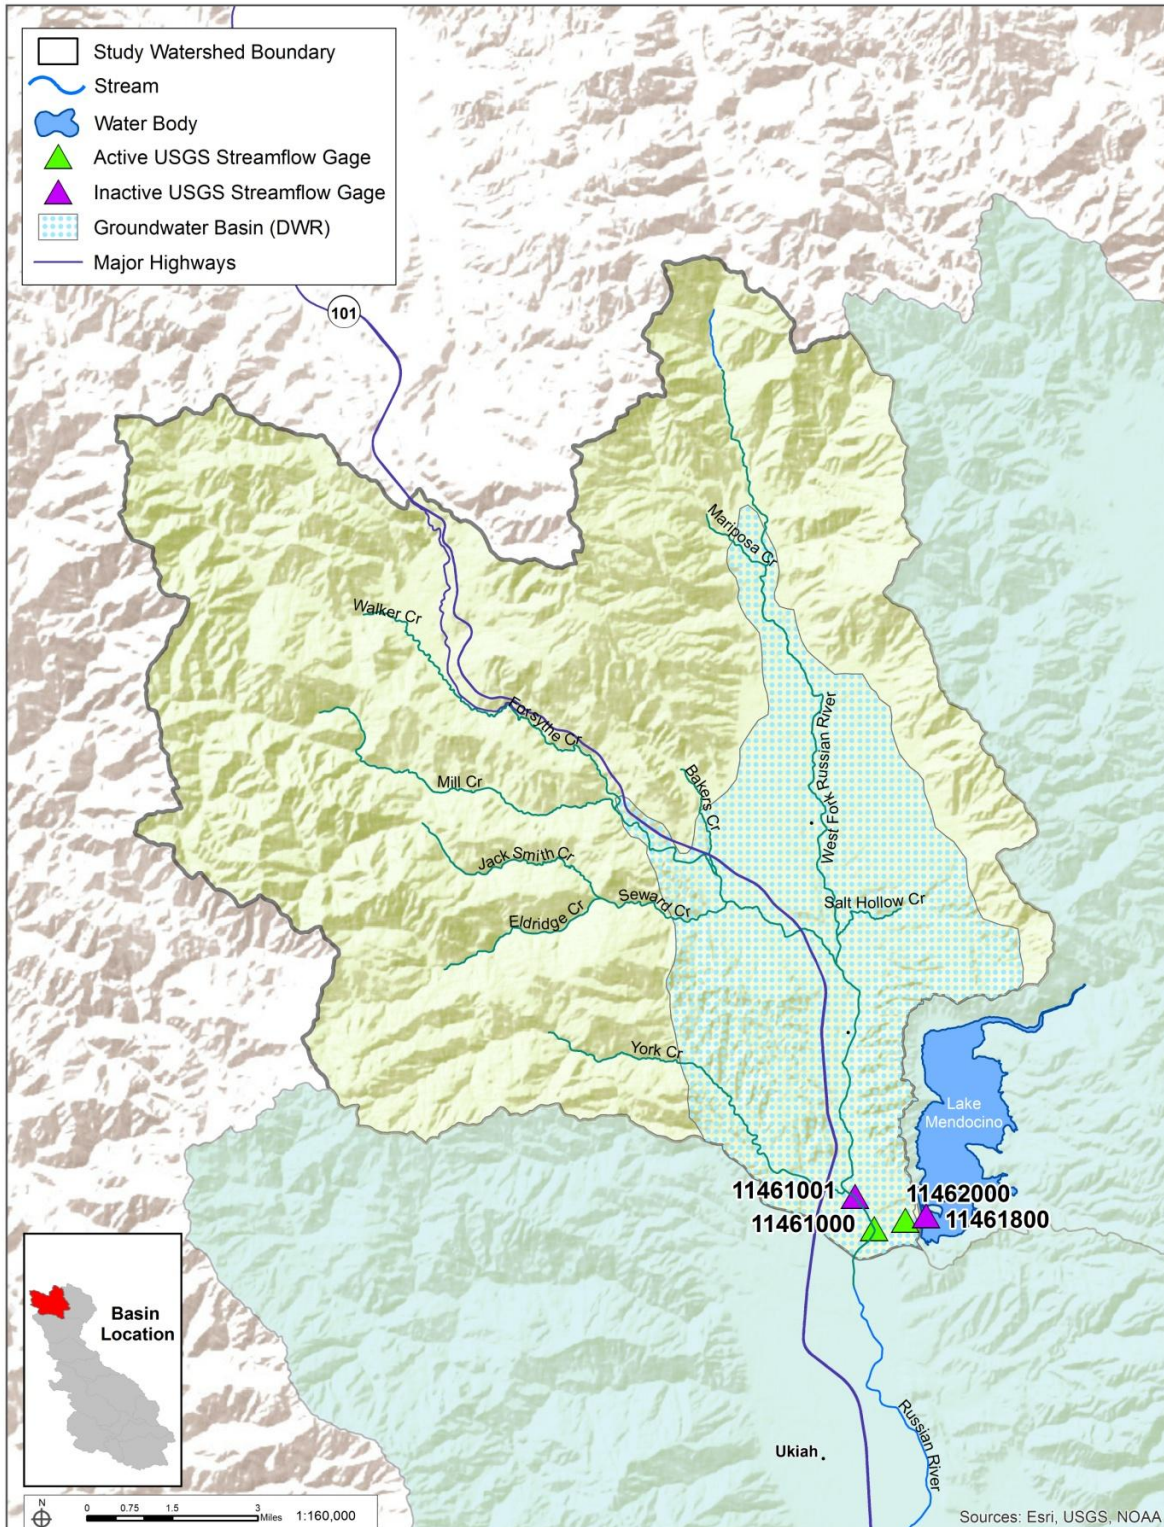 Study Watershed Boundary
Stream
Water Body
Active USGS Streamflow Gage
Inactive USGS Streamflow Gage
Groundwater Basin (DWR)
Major Highways
101
Mariposa Cr
Walker Cr
Forsythe Cr
West Fork Russian River
Bakers Cr
Mill Cr
Jack Smith Cr
Seward Cr
Salt Hollow Cr
Eldridge Cr
York Cr
Lake
Mendocino
11461001
11462000
11461000
11461800
Basin
Location
Russian River
Ukiah
N
0 0.75 1.5 3
Miles
1:160,000
Sources: Esri, USGS, NOAA